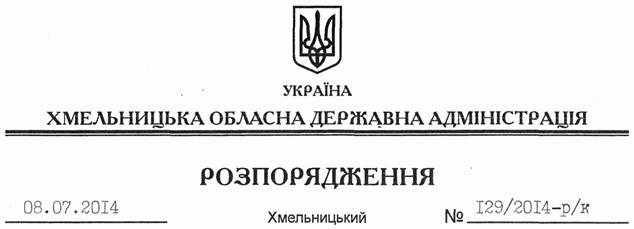 УКРАЇНА
ХМЕЛЬНИЦЬКА ОБЛАСНА ДЕРЖАВНА АДМІНІСТРАЦІЯ
РОЗПОРЯДЖЕННЯ
08.07.2014 Хмельницький № 129/2014-р/к